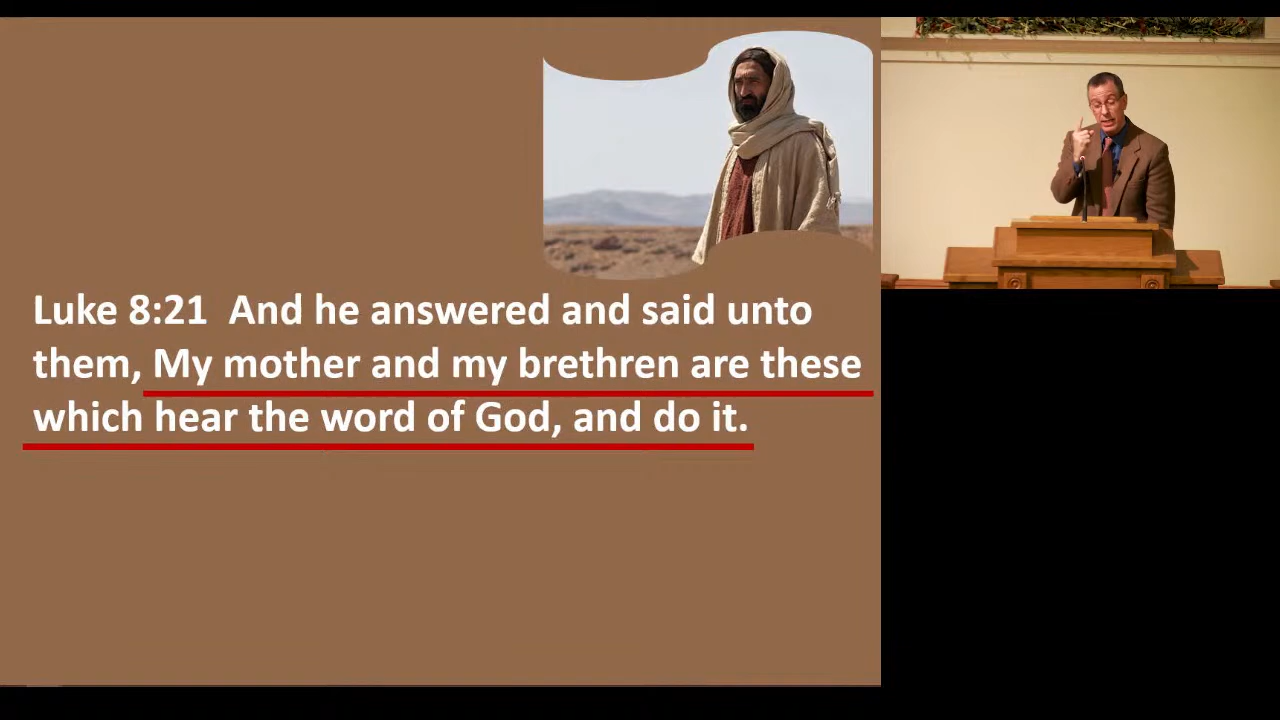 Luke 8:21  And he answered and said unto
them, My mother and my brethren are these
which hear the word of God, and do it.